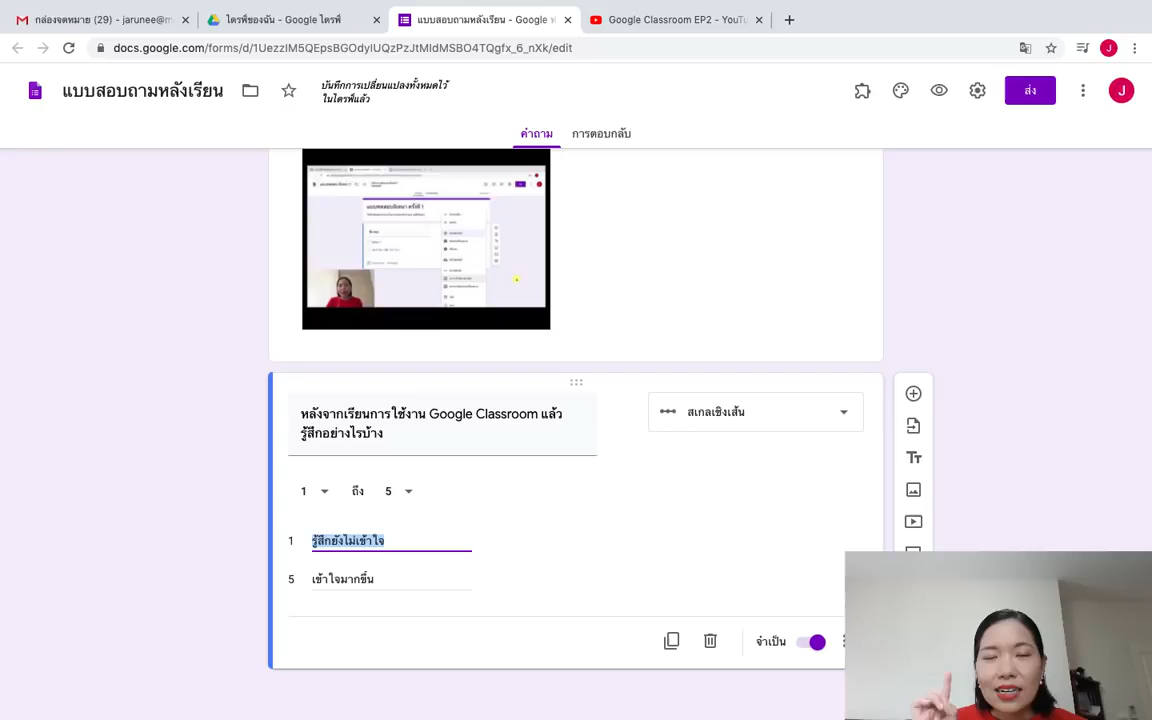 กล่องจดหมาย (29) - jarunee@m
ไดรฟ์ของฉัน - Google ไดรฟ์
แบบสอบถามหลังเรียน - Google ฟ
Google Classroom EP2 - YouTu
docs.google.com/forms/d/1UezzlM5QEpsBGOdylUQzPzJtMldMSBO4TQgfx_6_nXk/edit
แบบสอบถามหลังเรียน
บันทึกการเปลี่ยนแปลงทั้งหมดไว้
ในไดรฟ์แล้ว
ส่ง
J
คำถาม
การตอบกลับ
หลังจากเรียนการใช้งาน Google Classroom แล้ว
รู้สึกอย่างไรบ้าง
สเกลเชิงเส้น
1 ถึง 5
1 รู้สึกยังไม่เข้าใจ
5 เข้าใจมากขึ้น
จำเป็น